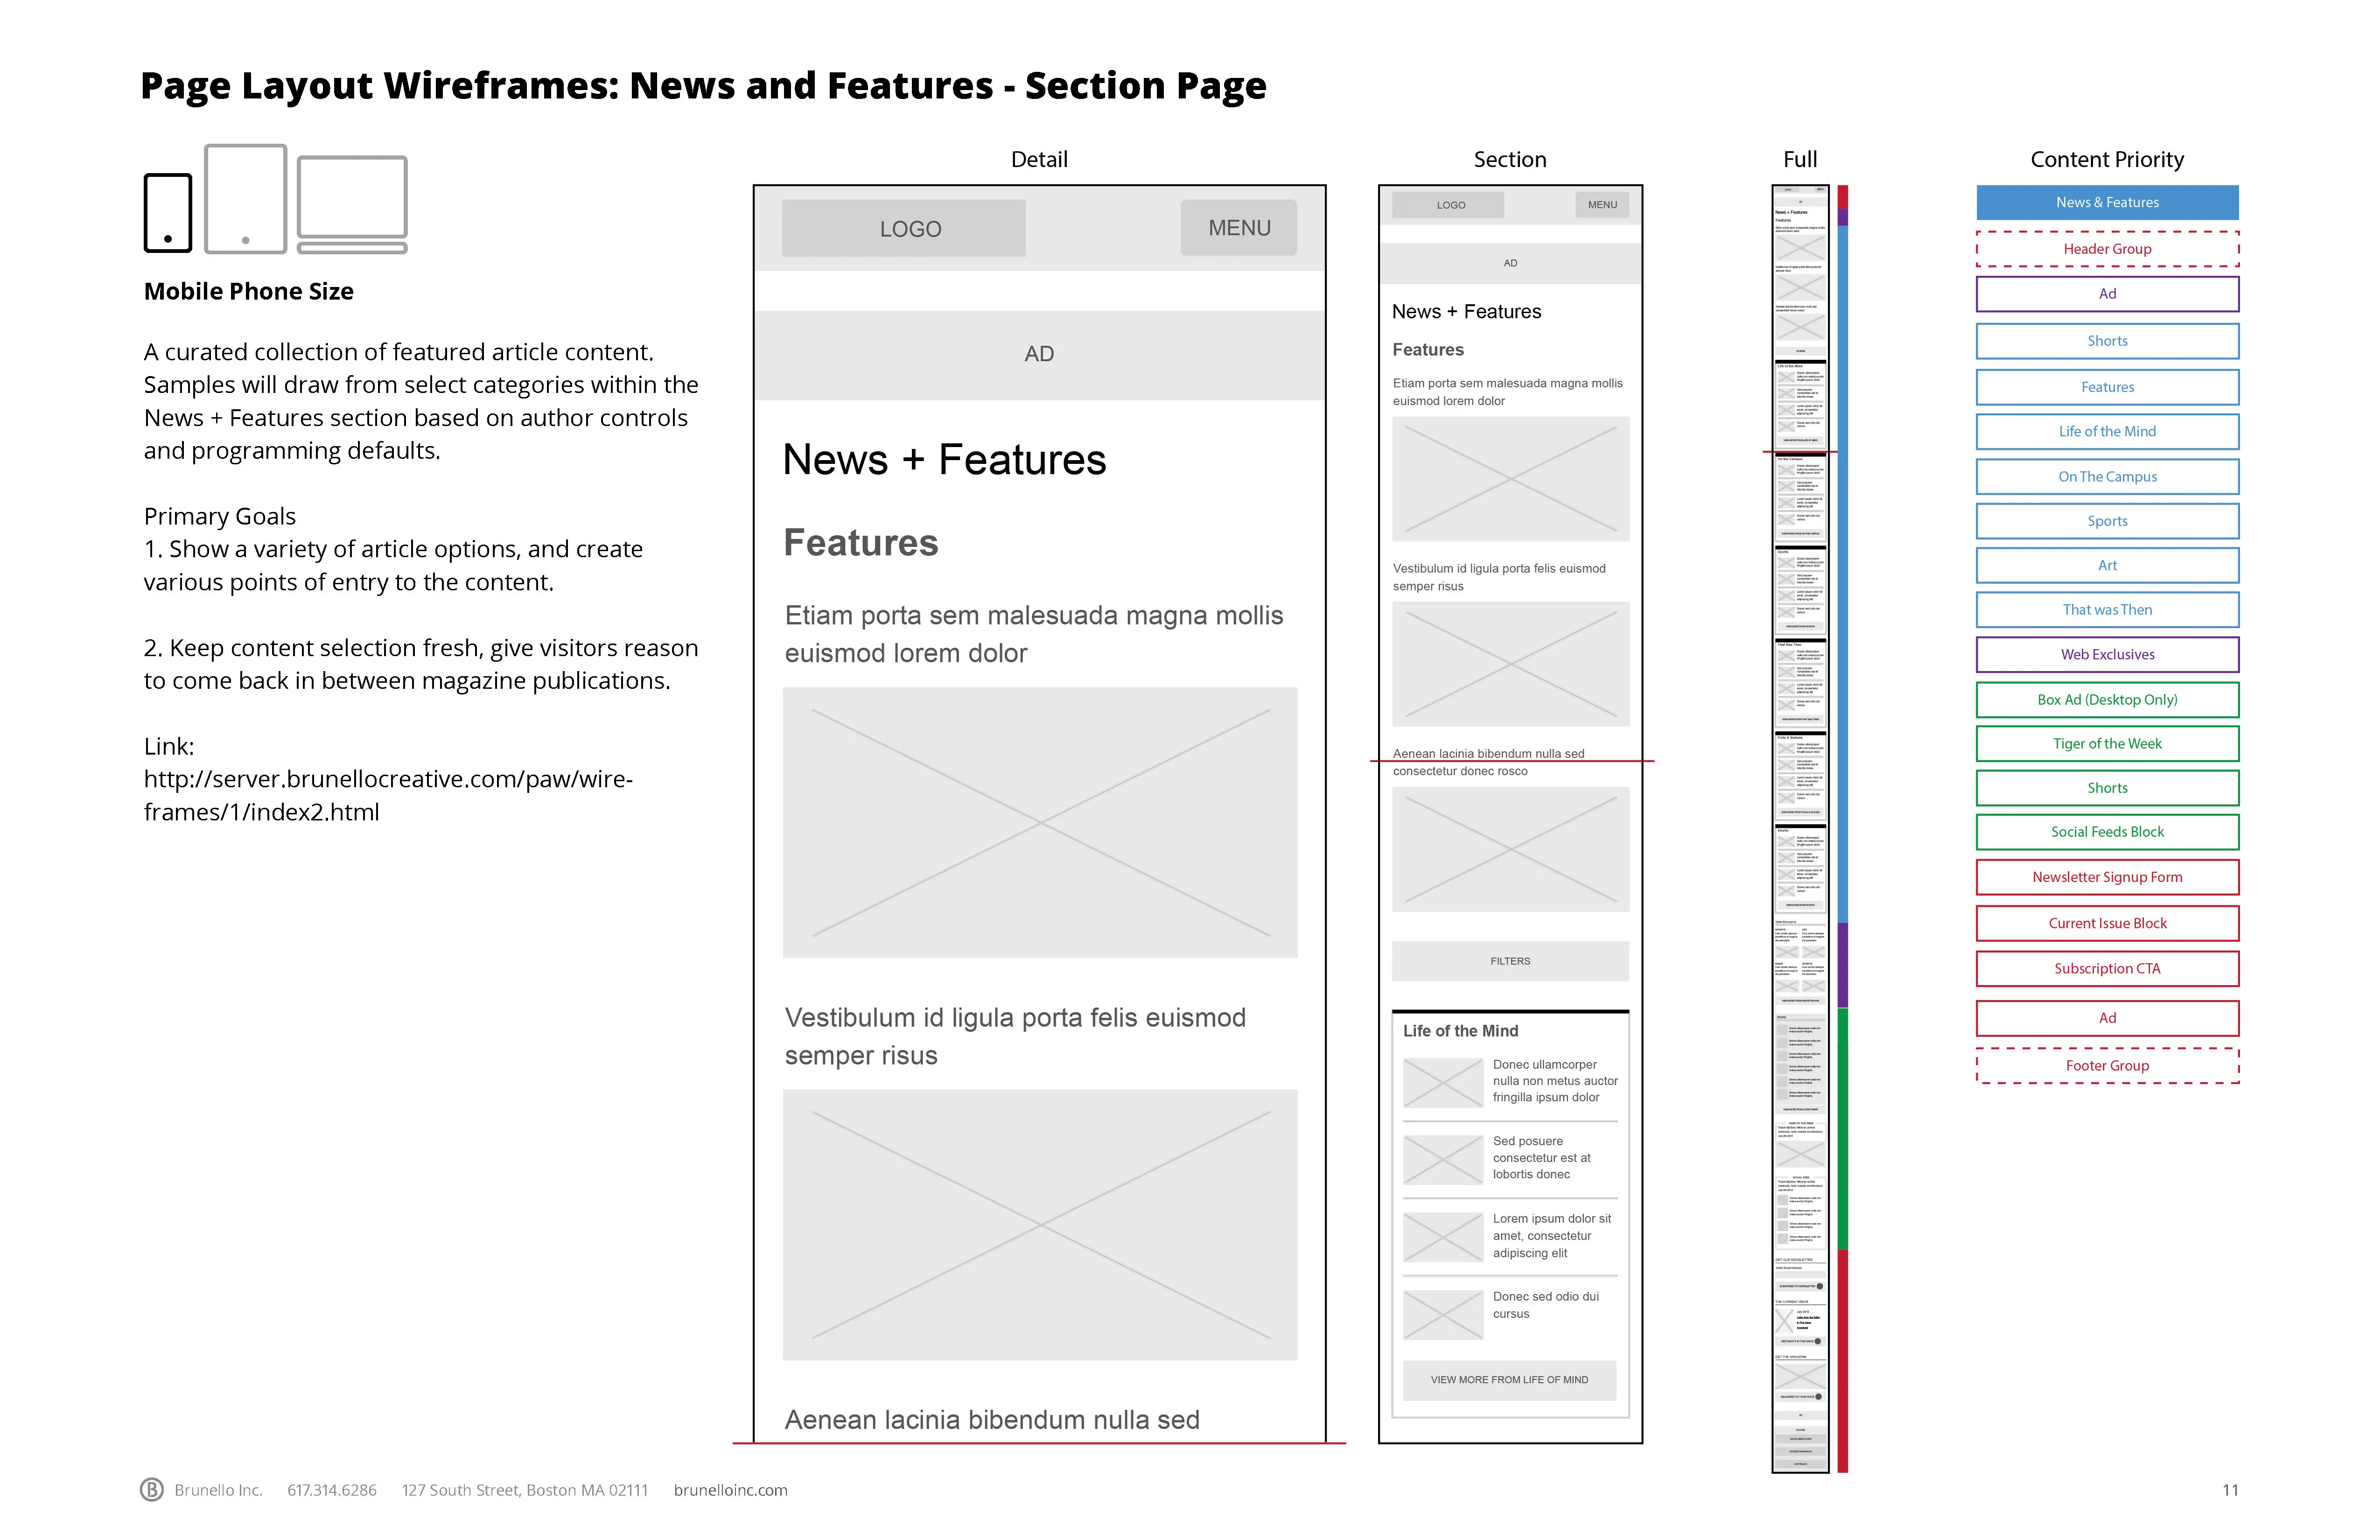 Page Layout Wireframes: News and Features - Section Page
Mobile Phone Size
A curated collection of featured article content.
Samples will draw from select categories within the
News + Features section based on author controls
and programming defaults.
Primary Goals
1. Show a variety of article options, and create
various points of entry to the content.
2. Keep content selection fresh, give visitors reason
to come back in between magazine publications.
Link:
http://server.brunellocreative.com/paw/wire-
frames/1/index2.html
Detail
LOGO
MENU
AD
News + Features
Features
Etiam porta sem malesuada magna mollis
euismod lorem dolor
Vestibulum id ligula porta felis euismod
semper risus
Aenean lacinia bibendum nulla sed
Section
LOGO
MENU
AD
News + Features
Features
Etiam porta sem malesuada magna mollis
euismod lorem dolor
Vestibulum id ligula porta felis euismod
semper risus
Aenean lacinia bibendum nulla sed
consectetur donec rosco
FILTERS
Life of the Mind
Donec ullamcorper
nulla non metus auctor
fringilla ipsum dolor
Sed posuere
consectetur est at
lobortis donec
Lorem ipsum dolor sit
amet, consectetur
adipiscing elit
Donec sed odio dui
cursus
VIEW MORE FROM LIFE OF MIND
Full
News + Features
Features
Life of the Mind
Content Priority
News & Features
Header Group
Ad
Shorts
Features
Life of the Mind
On The Campus
Sports
Art
That was Then
Web Exclusives
Box Ad (Desktop Only)
Tiger of the Week
Shorts
Social Feeds Block
Newsletter Signup Form
Current Issue Block
Subscription CTA
Ad
Footer Group
Brunello Inc. 617.314.6286 127 South Street, Boston MA 02111 brunelloinc.com
11